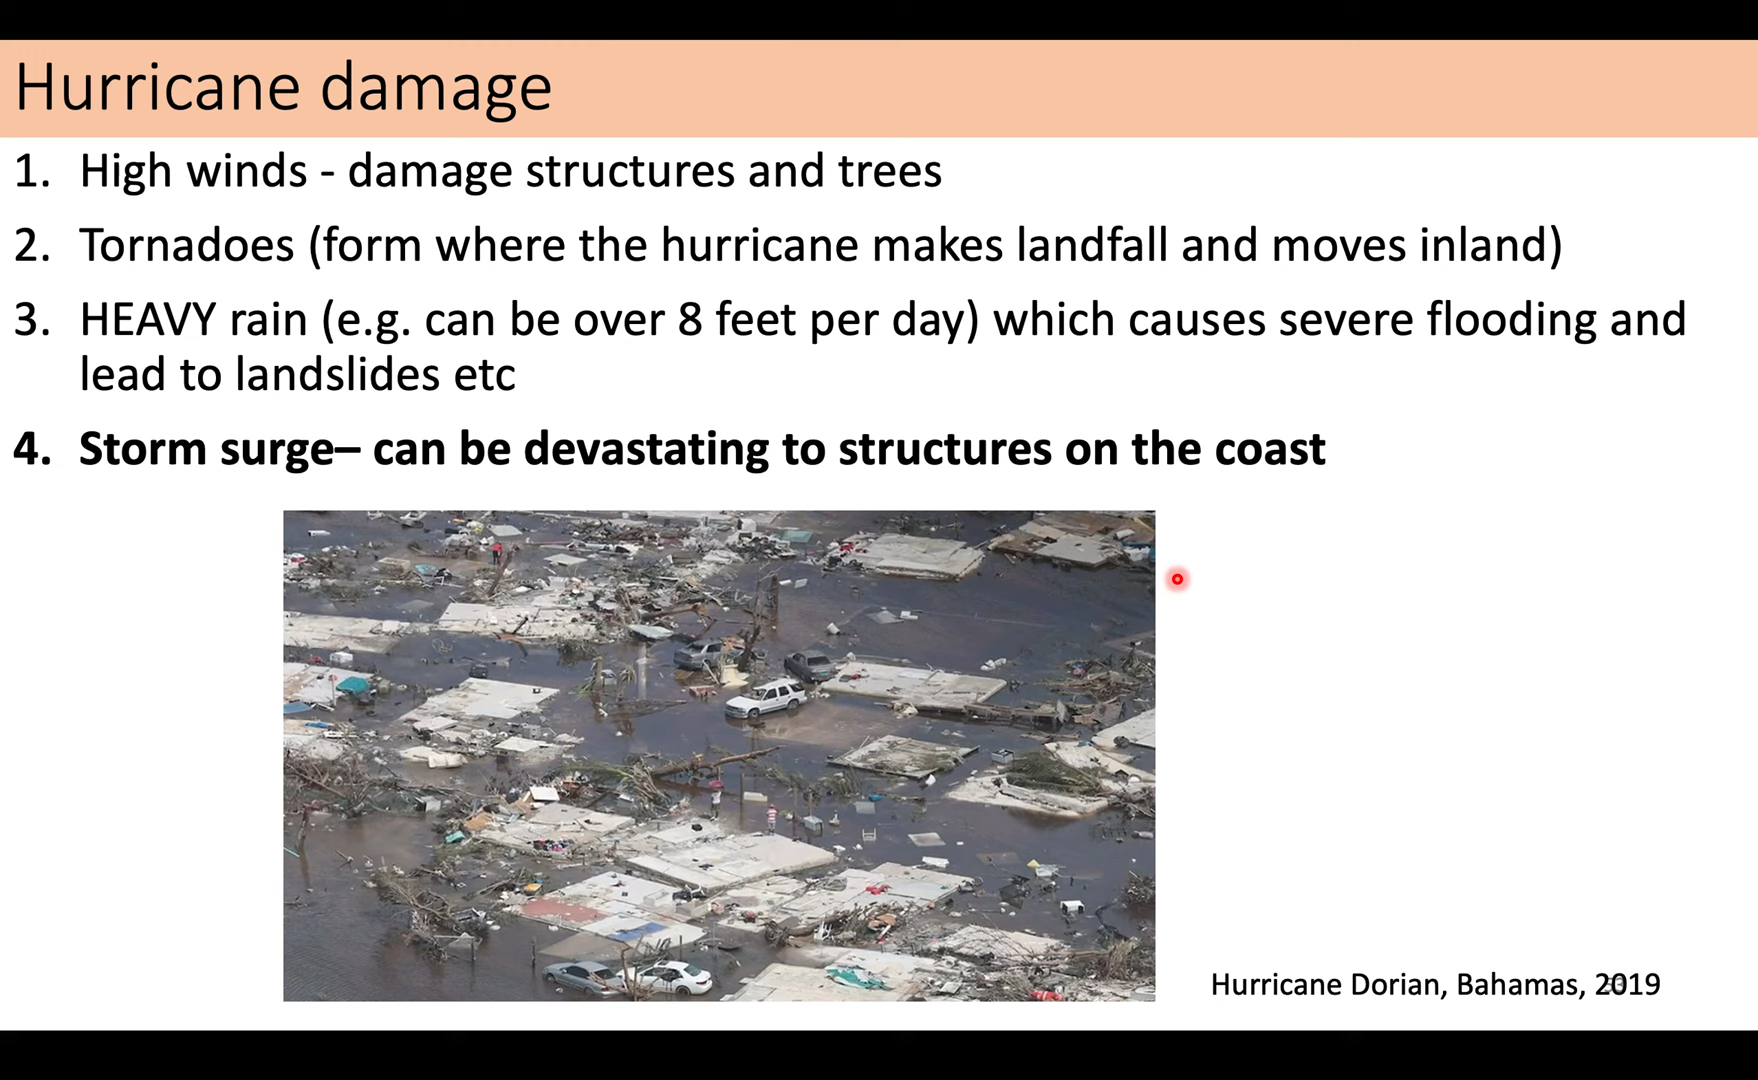 Hurricane damage
1. High winds - damage structures and trees
2. Tornadoes (form where the hurricane makes landfall and moves inland)
3. HEAVY rain (e.g. can be over 8 feet per day) which causes severe flooding and
lead to landslides etc
4. Storm surge– can be devastating to structures on the coast
Hurricane Dorian, Bahamas, 2019